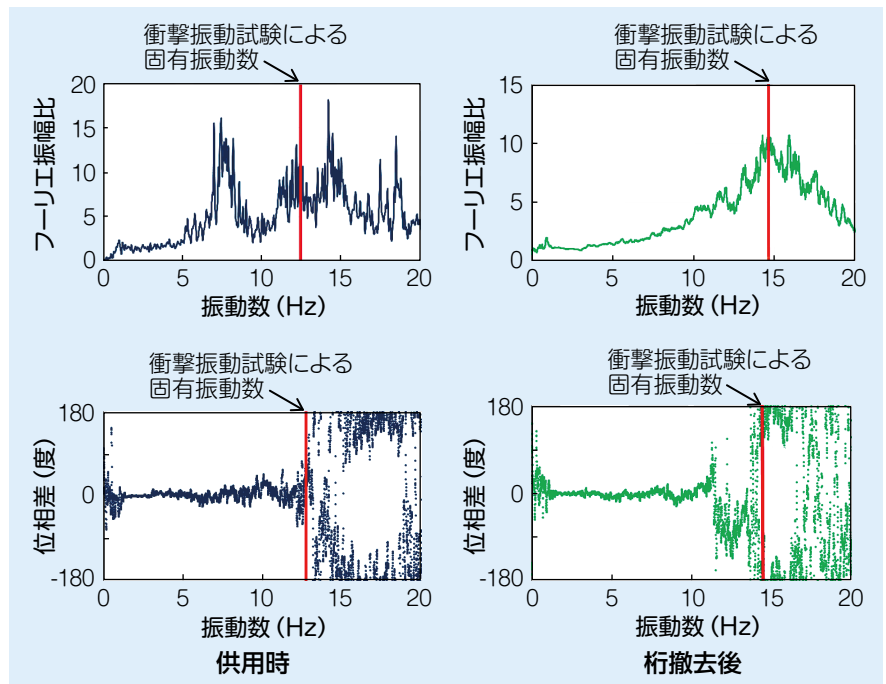 衝撃振動試験による
固有振動数
フーリエ振幅比
20
15
10
5
0
0 5 10 15 20
振動数(Hz)
衝撃振動試験による
固有振動数
フーリエ振幅比
15
10
5
0
0 5 10 15 20
振動数(Hz)
衝撃振動試験による
固有振動数
位相差(度)
180
0
-180
0 5 10 15 20
振動数(Hz)
供用時
衝撃振動試験による
固有振動数
位相差(度)
180
0
-180
0 5 10 15 20
振動数(Hz)
桁撤去後